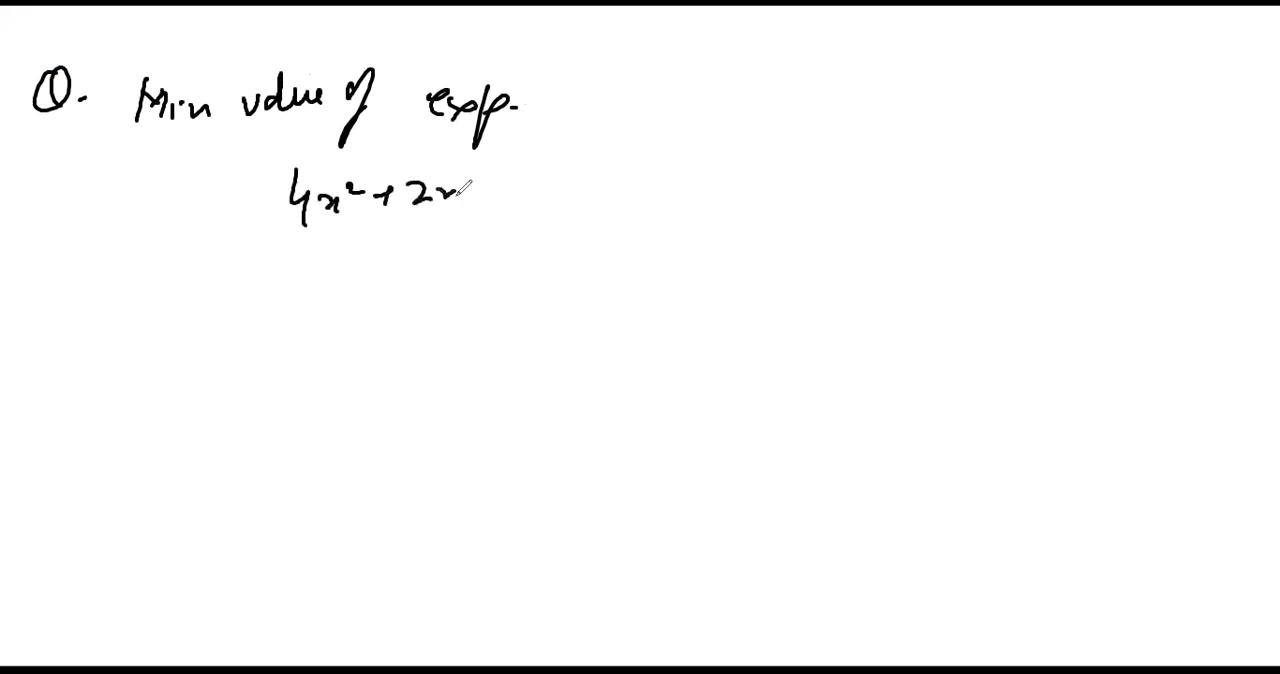 Q. Min value of exp.
4x² + 2x